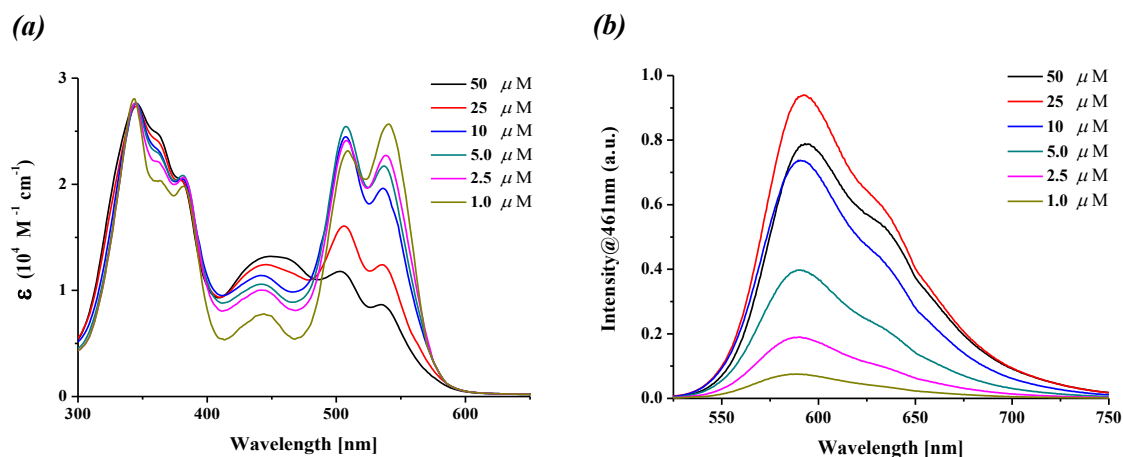 (a)
(b)
ε (10⁴ M⁻¹ cm⁻¹)
3
2
1
0
300
400
500
600
Wavelength [nm]
50 μM
25 μM
10 μM
5.0 μM
2.5 μM
1.0 μM
Intensity@461nm (a.u.)
1.0
0.8
0.6
0.4
0.2
0.0
550
600
650
700
750
Wavelength [nm]
50 μM
25 μM
10 μM
5.0 μM
2.5 μM
1.0 μM